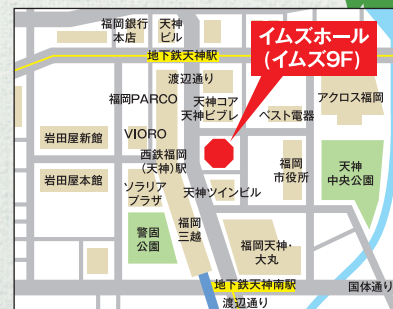 福岡銀行
本店
天神
ビル
イムズホール
(イムズ9F)
地下鉄天神駅
渡辺通り
福岡PARCO
天神コア
天神ビブレ
ベスト電器
アクロス福岡
岩田屋新館
VIORO
西鉄福岡
(天神)駅
福岡
市役所
天神
中央公園
岩田屋本館
ソラリア
プラザ
天神ツインビル
警固
公園
福岡
三越
福岡天神・
大丸
地下鉄天神南駅
国体通り
渡辺通り